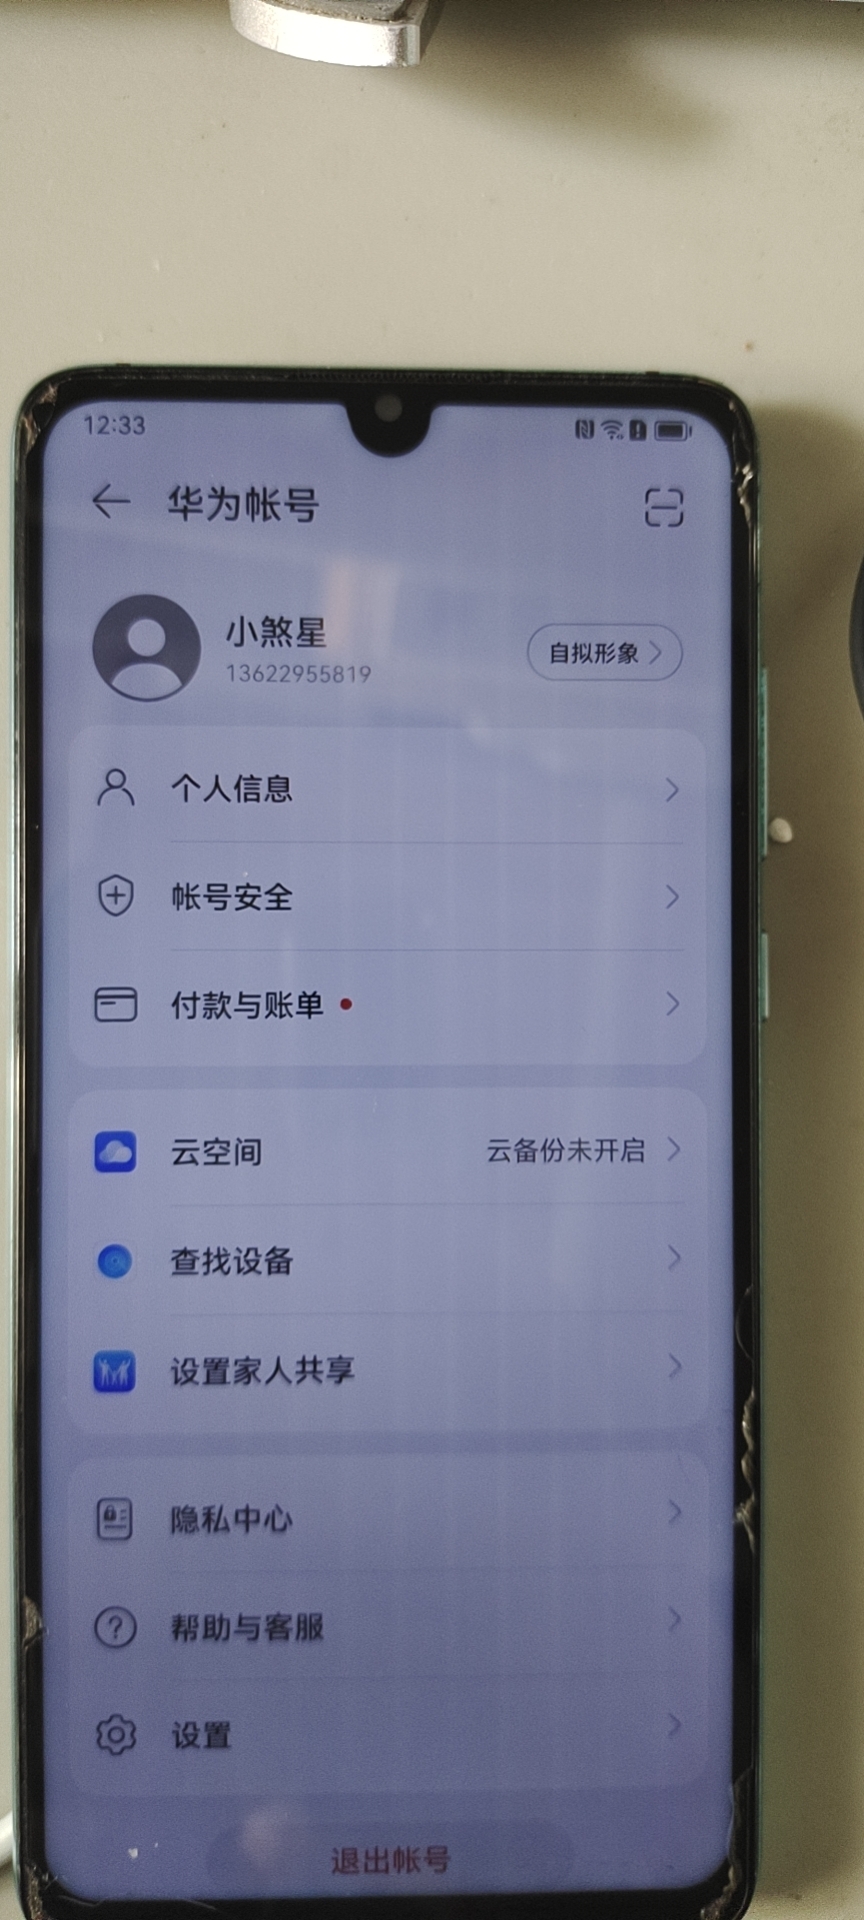 12:33
华为帐号
小煞星
13622955819
自拟形象
个人信息
帐号安全
付款与账单
云空间
云备份未开启
查找设备
设置家人共享
隐私中心
帮助与客服
设置
退出帐号